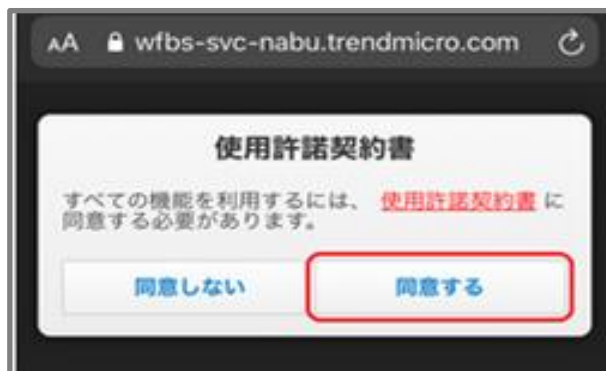 AA wfbs-svc-nabu.trendmicro.com
使用許諾契約書
すべての機能を利用するには、 使用許諾契約書 に
同意する必要があります。
同意しない 同意する